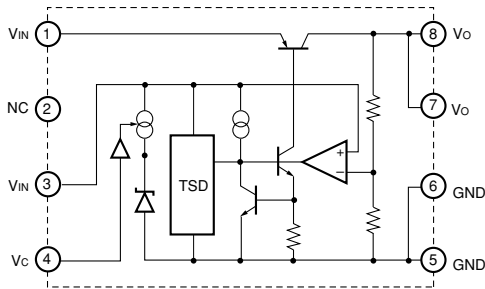 VIN 1
NC 2
VIN 3
VC 4
TSD
+
−
8 VO
7 VO
6 GND
5 GND